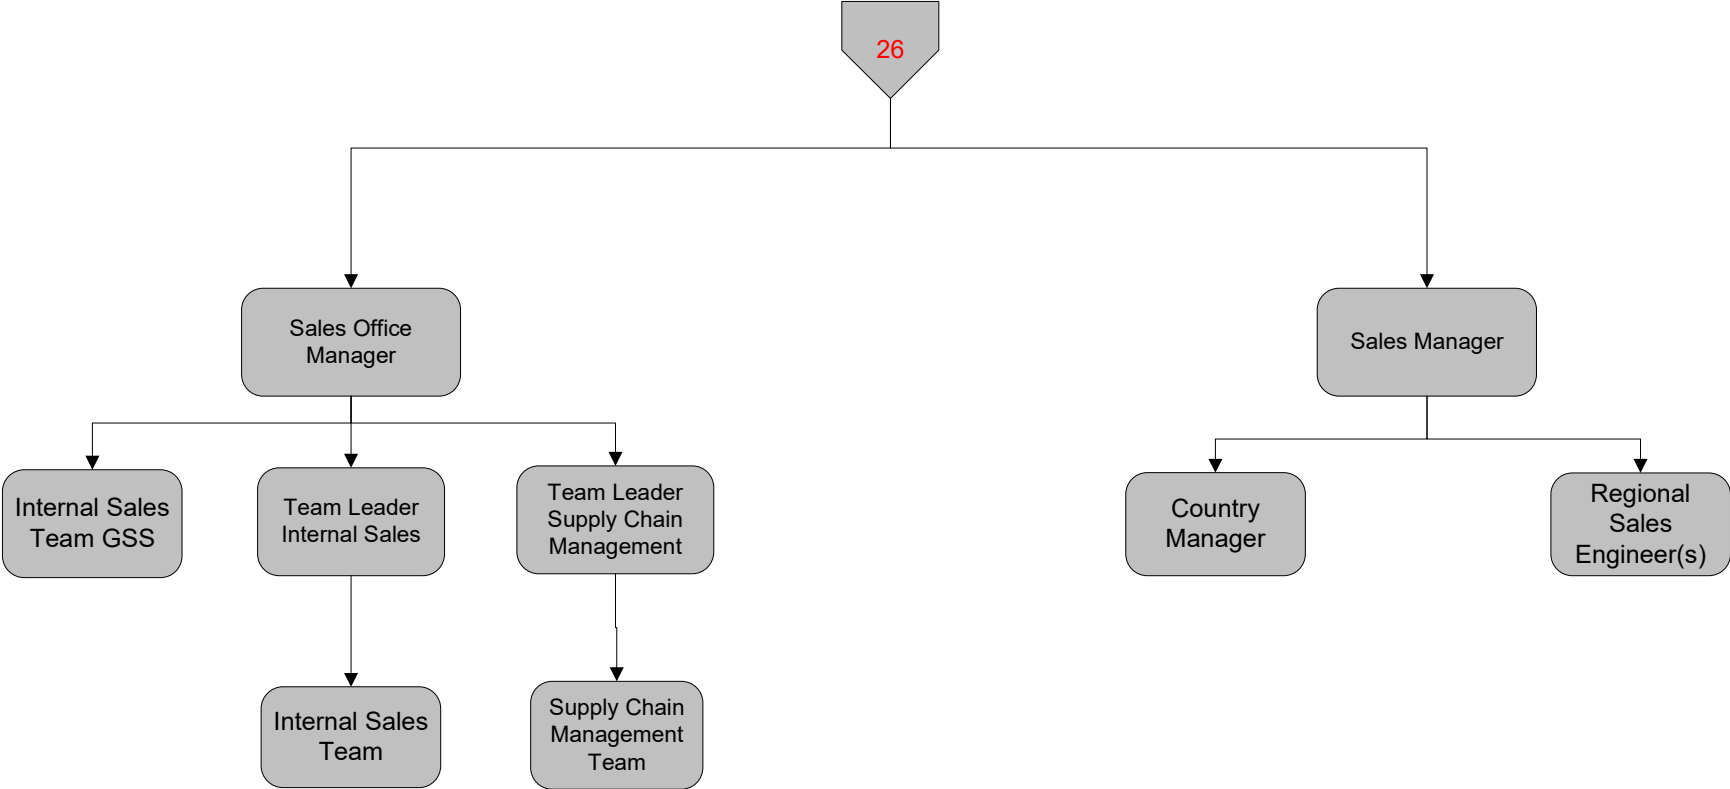 26
Sales Office
Manager
Sales Manager
Internal Sales
Team GSS
Team Leader
Internal Sales
Team Leader
Supply Chain
Management
Country
Manager
Regional
Sales
Engineer(s)
Internal Sales
Team
Supply Chain
Management
Team